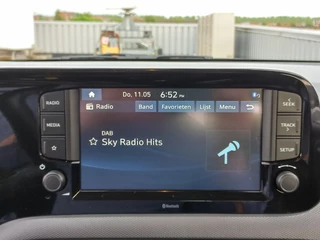 Do, 11.05 6:52 PM
RADIO Radio Band Favorieten Lijst Menu SEEK
MEDIA DAB TRACK
Sky Radio Hits
SETUP
Bluetooth